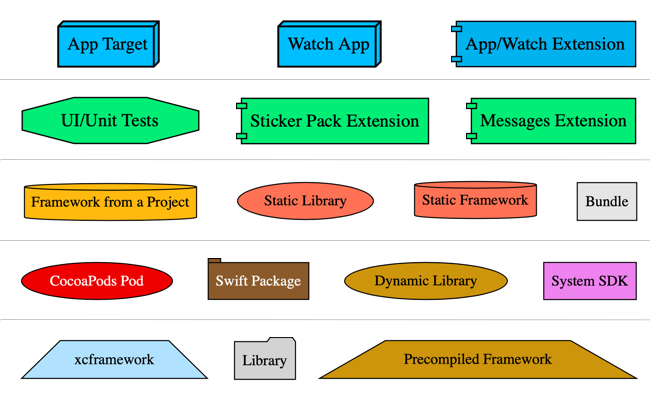 App Target
Watch App
App/Watch Extension
UI/Unit Tests
Sticker Pack Extension
Messages Extension
Framework from a Project
Static Library
Static Framework
Bundle
CocoaPods Pod
Swift Package
Dynamic Library
System SDK
xcframework
Library
Precompiled Framework